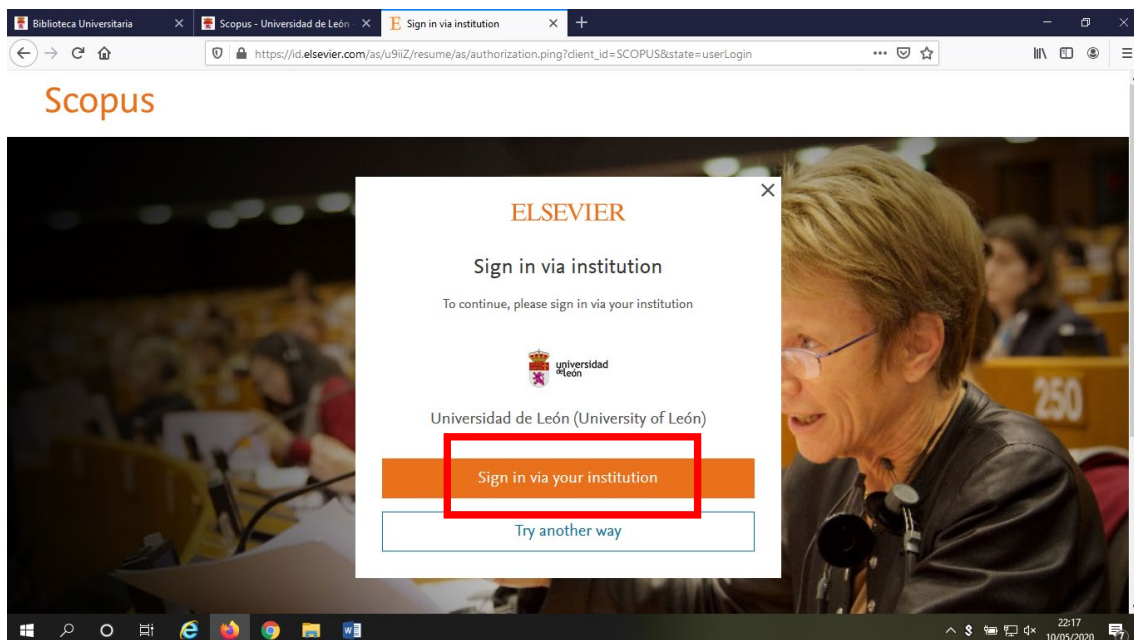 Biblioteca Universitaria
Scopus - Universidad de León -
Sign in via institution
https://id.elsevier.com/as/u9iiZ/resume/as/authorization.ping?client_id=SCOPUS&state=userLogin
Scopus
ELSEVIER
Sign in via institution
To continue, please sign in via your institution
universidad
de león
Universidad de León (University of León)
Sign in via your institution
Try another way
250
22:17
10/05/2020